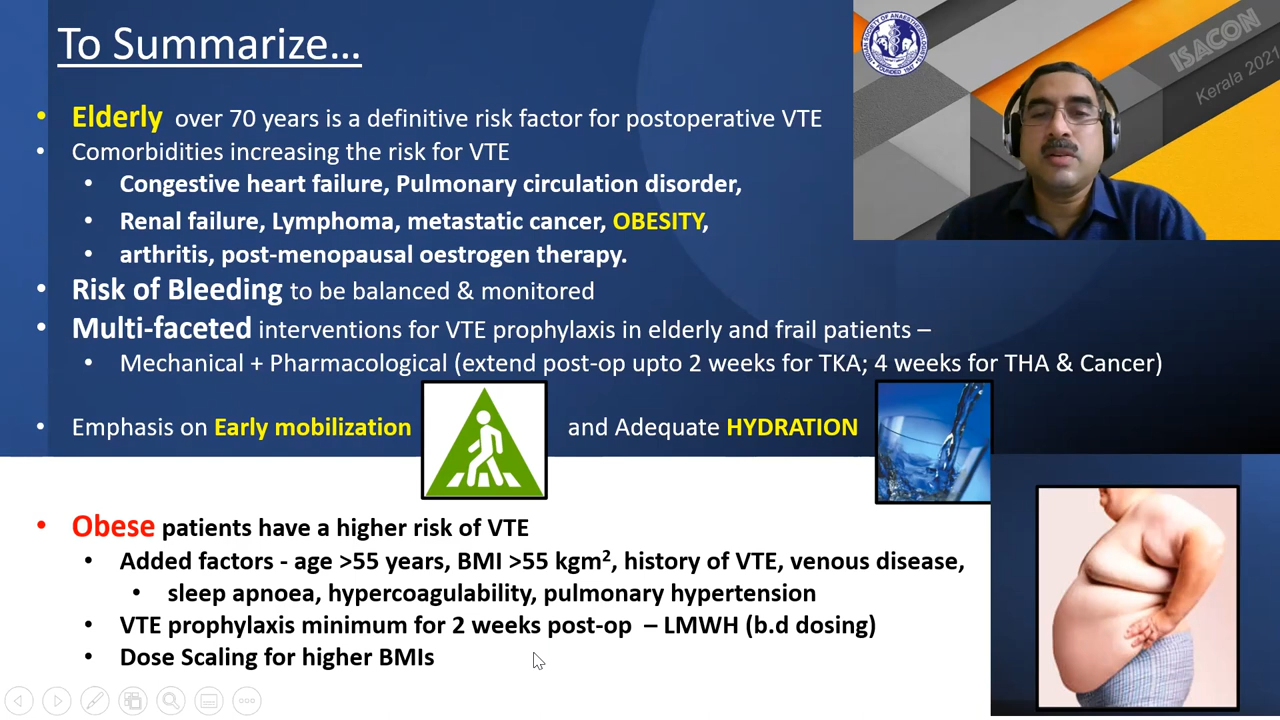 To Summarize...
INDIAN SOCIETY OF ANAESTHESIOLOGISTS
FOUNDED 1947
ISACON
Kerala 2021
• Elderly over 70 years is a definitive risk factor for postoperative VTE
• Comorbidities increasing the risk for VTE
• Congestive heart failure, Pulmonary circulation disorder,
• Renal failure, Lymphoma, metastatic cancer, OBESITY,
• arthritis, post-menopausal oestrogen therapy.
• Risk of Bleeding to be balanced & monitored
• Multi-faceted interventions for VTE prophylaxis in elderly and frail patients –
• Mechanical + Pharmacological (extend post-op upto 2 weeks for TKA; 4 weeks for THA & Cancer)
• Emphasis on Early mobilization and Adequate HYDRATION
• Obese patients have a higher risk of VTE
• Added factors - age >55 years, BMI >55 kgm², history of VTE, venous disease,
• sleep apnoea, hypercoagulability, pulmonary hypertension
• VTE prophylaxis minimum for 2 weeks post-op – LMWH (b.d dosing)
• Dose Scaling for higher BMIs